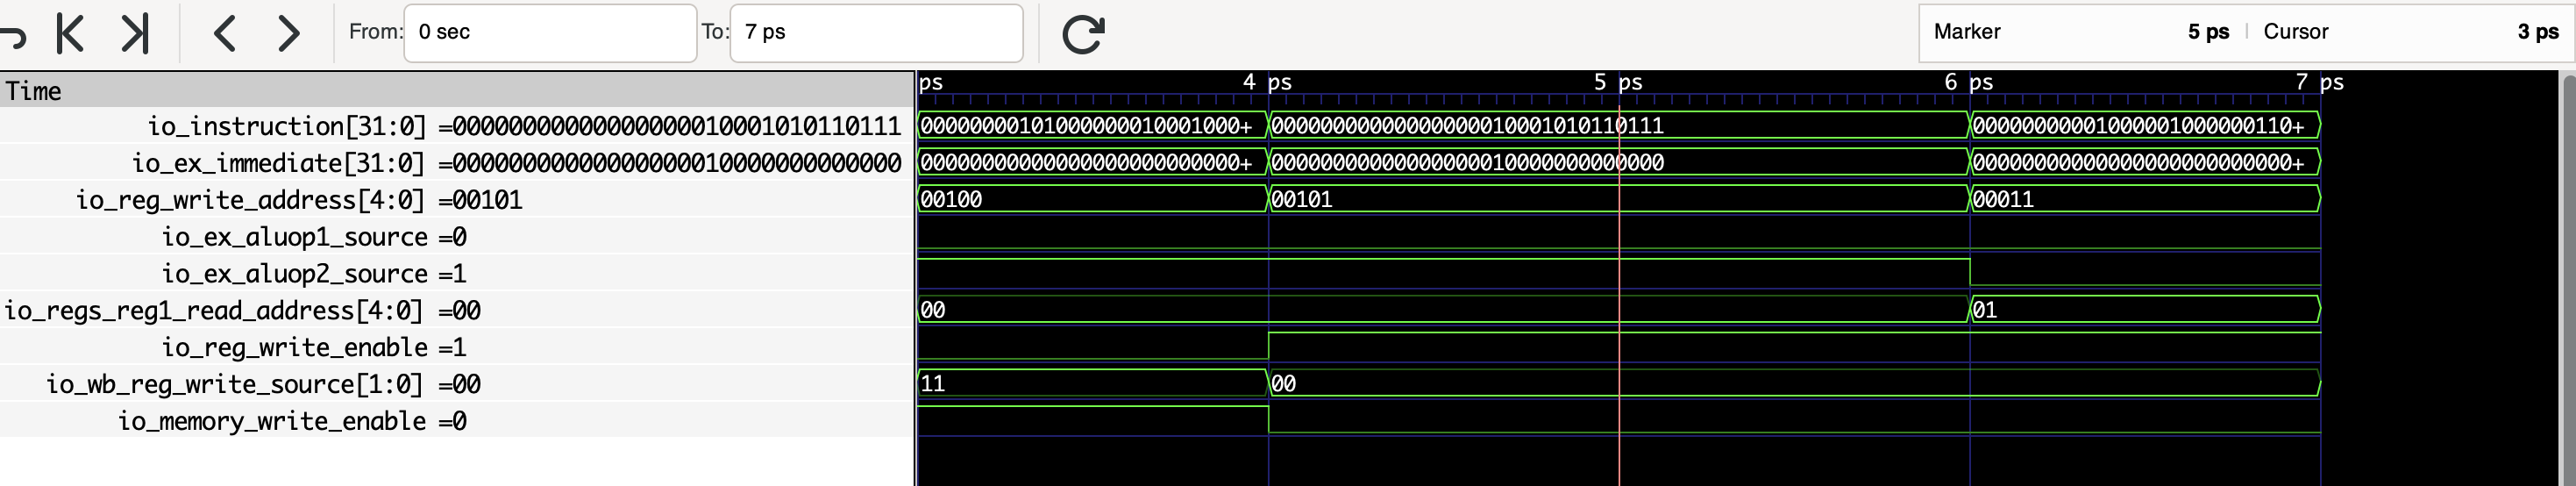 From: 0 sec To: 7 ps Marker 5 ps Cursor 3 ps
Time ps 4 ps 5 ps 6 ps 7 ps
io_instruction[31:0] =00000000000000000010001010110111 00000000101000000010001000+ 00000000000000000010001010110111 00000000001000001000000110+
io_ex_immediate[31:0] =00000000000000000010000000000000 00000000000000000000000000+ 00000000000000000010000000000000 00000000000000000000000000+
io_reg_write_address[4:0] =00101 00100 00101 00011
io_ex_aluop1_source =0
io_ex_aluop2_source =1
io_regs_reg1_read_address[4:0] =00 00 01
io_reg_write_enable =1
io_wb_reg_write_source[1:0] =00 11 00
io_memory_write_enable =0